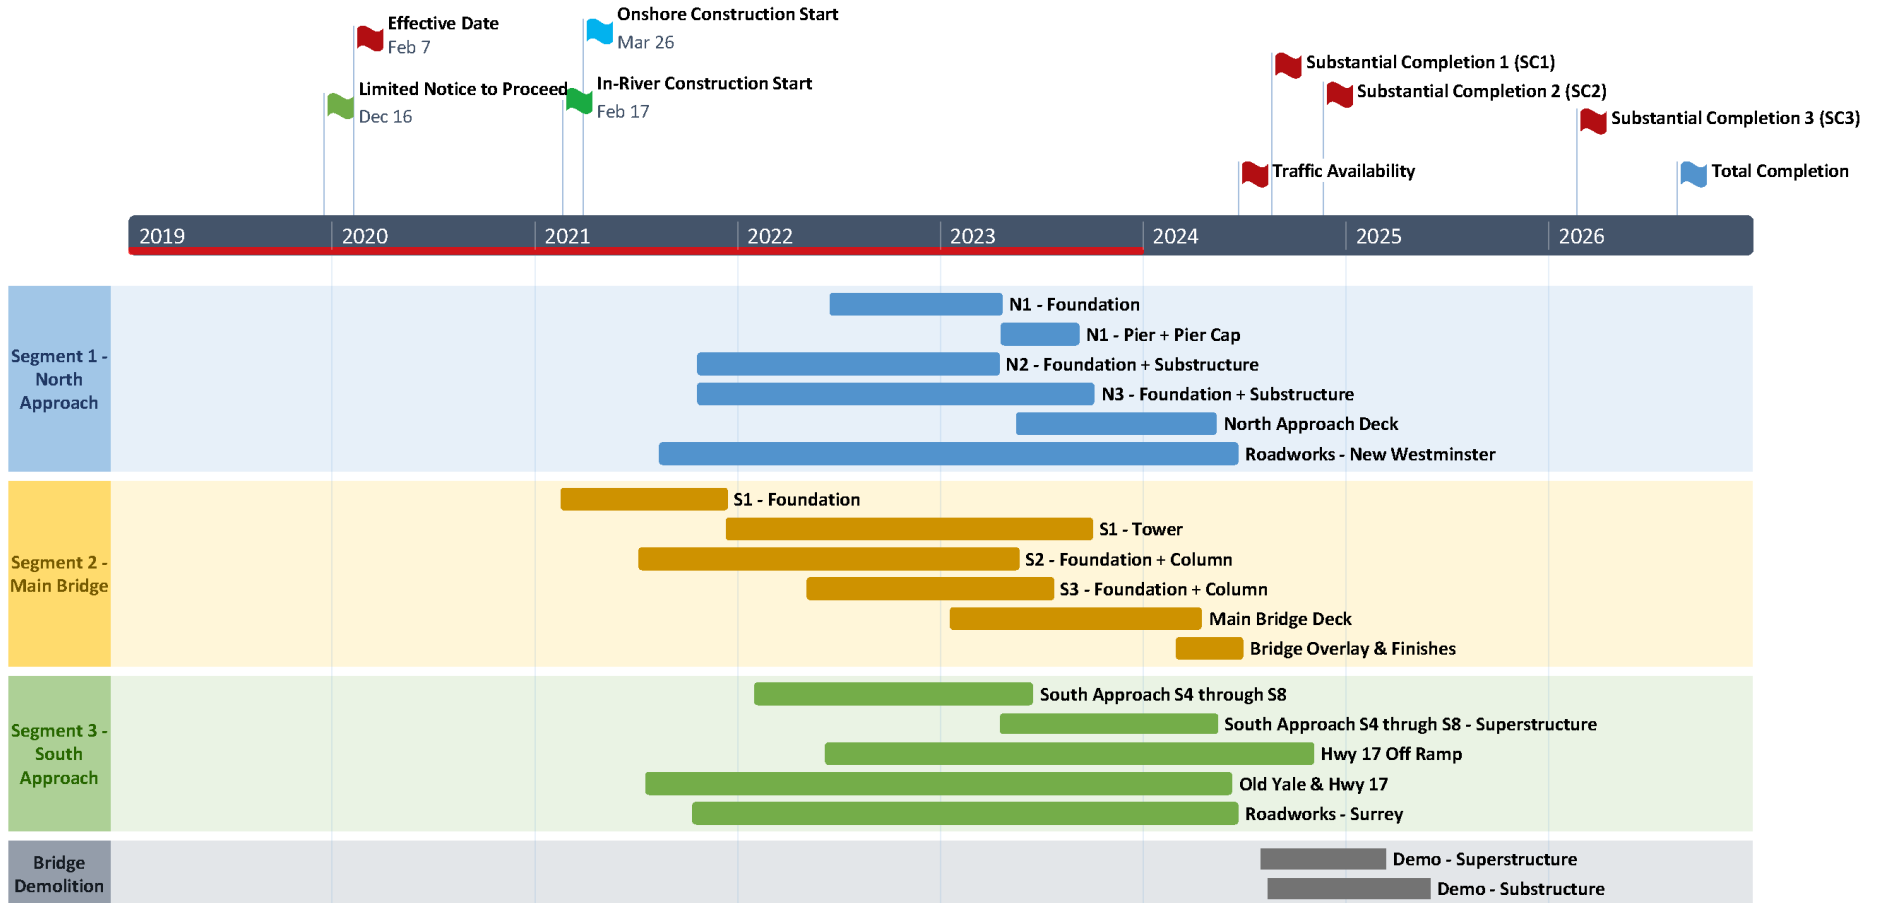 Effective Date
Feb 7
Onshore Construction Start
Mar 26
Limited Notice to Proceed
Dec 16
In-River Construction Start
Feb 17
Substantial Completion 1 (SC1)
Substantial Completion 2 (SC2)
Substantial Completion 3 (SC3)
Traffic Availability
Total Completion
2019 2020 2021 2022 2023 2024 2025 2026
Segment 1 -
North
Approach
N1 - Foundation
N1 - Pier + Pier Cap
N2 - Foundation + Substructure
N3 - Foundation + Substructure
North Approach Deck
Roadworks - New Westminster
Segment 2 -
Main Bridge
S1 - Foundation
S1 - Tower
S2 - Foundation + Column
S3 - Foundation + Column
Main Bridge Deck
Bridge Overlay & Finishes
Segment 3 -
South
Approach
South Approach S4 through S8
South Approach S4 thrugh S8 - Superstructure
Hwy 17 Off Ramp
Old Yale & Hwy 17
Roadworks - Surrey
Bridge
Demolition
Demo - Superstructure
Demo - Substructure